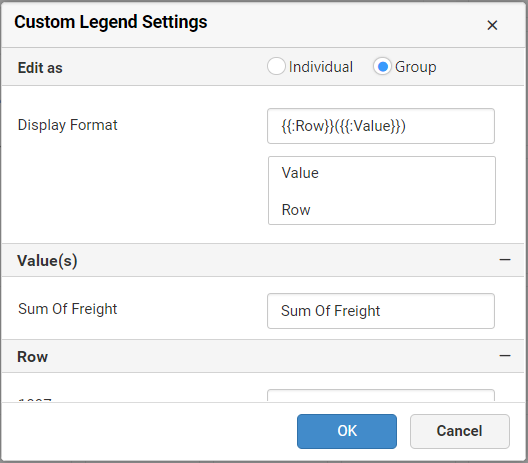 Custom Legend Settings ×
Edit as Individual Group
Display Format {{:Row}}({{:Value}})
Value
Row
Value(s)
Sum Of Freight Sum Of Freight
Row
OK Cancel